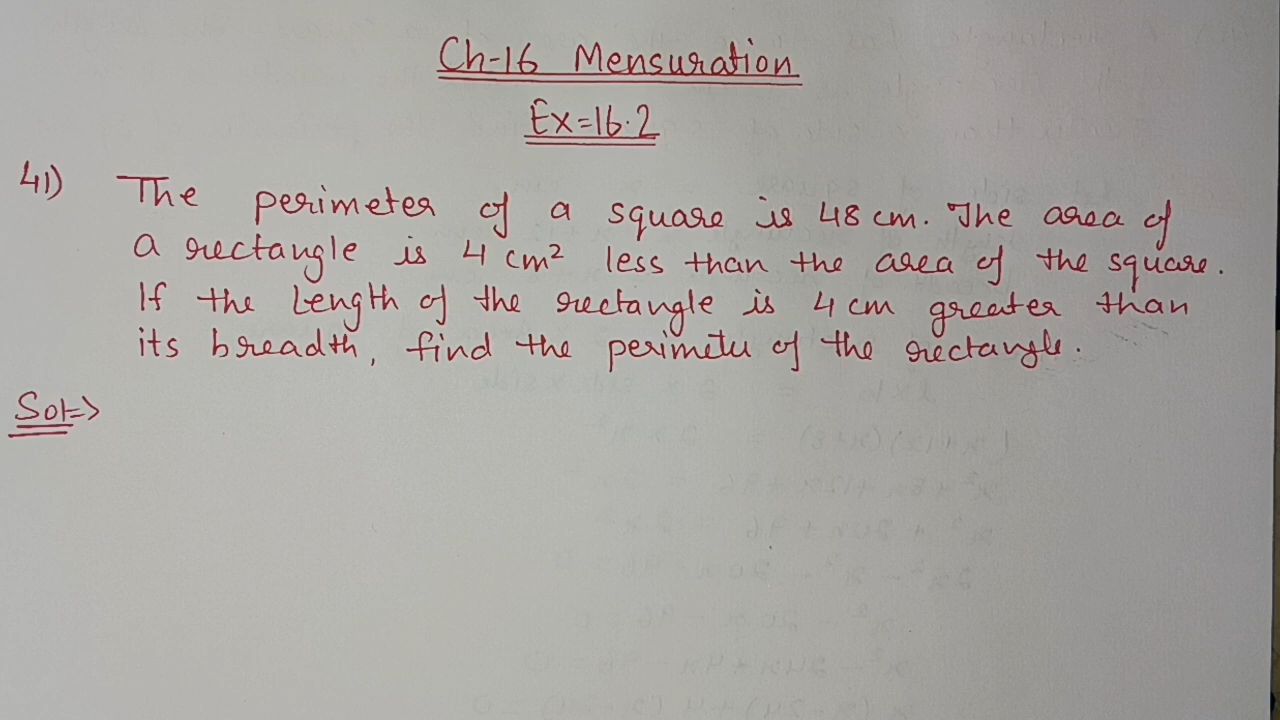 Ch-16 Mensuration
Ex=16.2
41) The perimeter of a square is 48 cm. The area of
a rectangle is 4 cm² less than the area of the square.
If the length of the rectangle is 4 cm greater than
its breadth, find the perimeter of the rectangle.
Sol=>